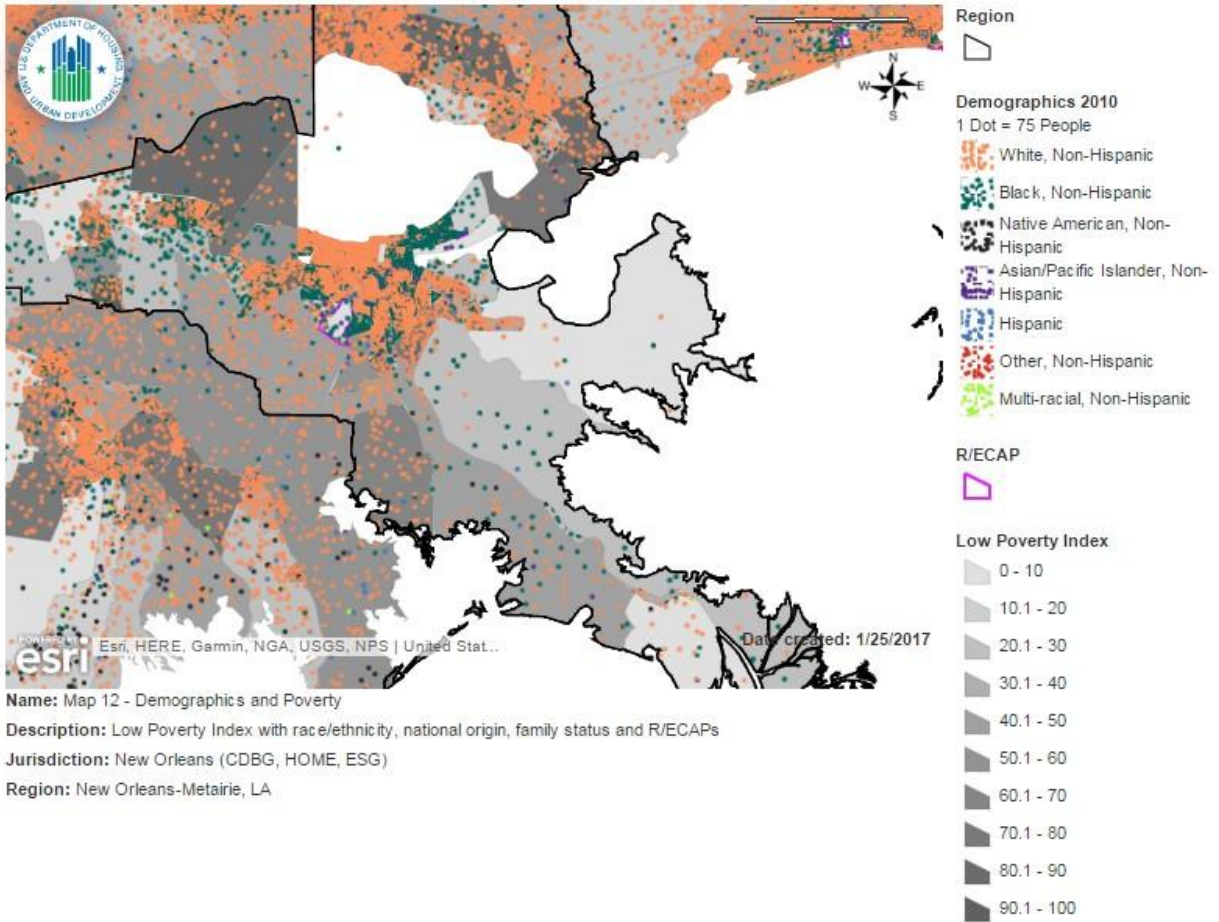 U.S. DEPARTMENT OF HOUSING
AND URBAN DEVELOPMENT
0 20mi
N
W E
S
POWERED BY
esri
Esri, HERE, Garmin, NGA, USGS, NPS | United Stat...
Date created: 1/25/2017
Name: Map 12 - Demographics and Poverty
Description: Low Poverty Index with race/ethnicity, national origin, family status and R/ECAPs
Jurisdiction: New Orleans (CDBG, HOME, ESG)
Region: New Orleans-Metairie, LA
Region
Demographics 2010
1 Dot = 75 People
White, Non-Hispanic
Black, Non-Hispanic
Native American, Non-
Hispanic
Asian/Pacific Islander, Non-
Hispanic
Hispanic
Other, Non-Hispanic
Multi-racial, Non-Hispanic
R/ECAP
Low Poverty Index
0 - 10
10.1 - 20
20.1 - 30
30.1 - 40
40.1 - 50
50.1 - 60
60.1 - 70
70.1 - 80
80.1 - 90
90.1 - 100